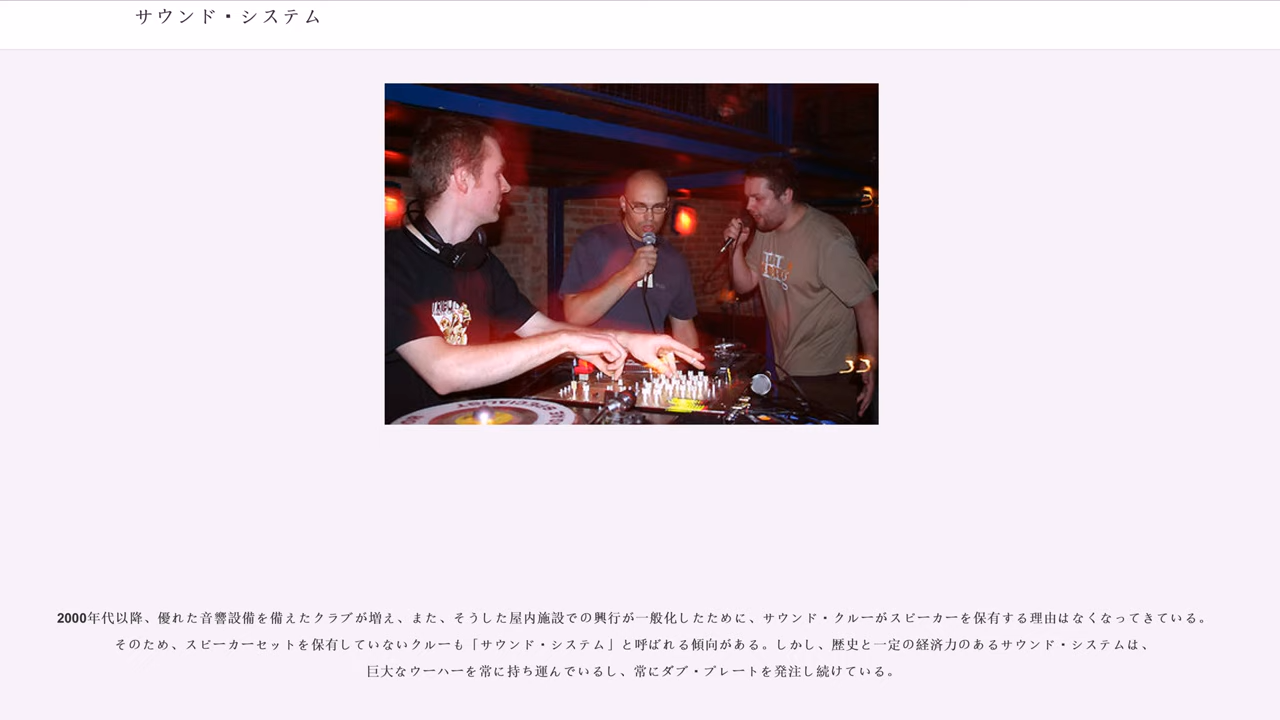 サウンド・システム
SPECIALIST
2000年代以降、優れた音響設備を備えたクラブが増え、また、そうした屋内施設での興行が一般化したために、サウンド・クルーがスピーカーを保有する理由はなくなってきている。
そのため、スピーカーセットを保有していないクルーも「サウンド・システム」と呼ばれる傾向がある。しかし、歴史と一定の経済力のあるサウンド・システムは、
巨大なウーハーを常に持ち運んでいるし、常にダブ・プレートを発注し続けている。